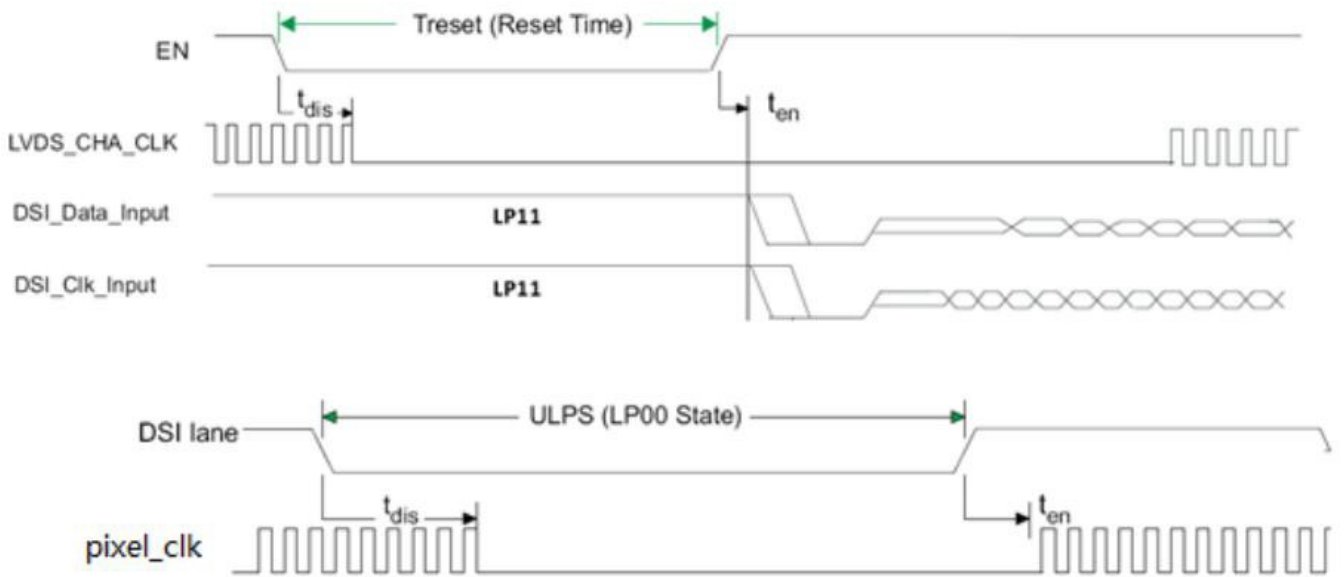 Treset (Reset Time)
EN
tdis
ten
LVDS_CHA_CLK
DSI_Data_Input
LP11
DSI_Clk_Input
LP11
ULPS (LP00 State)
DSI lane
tdis
ten
pixel_clk